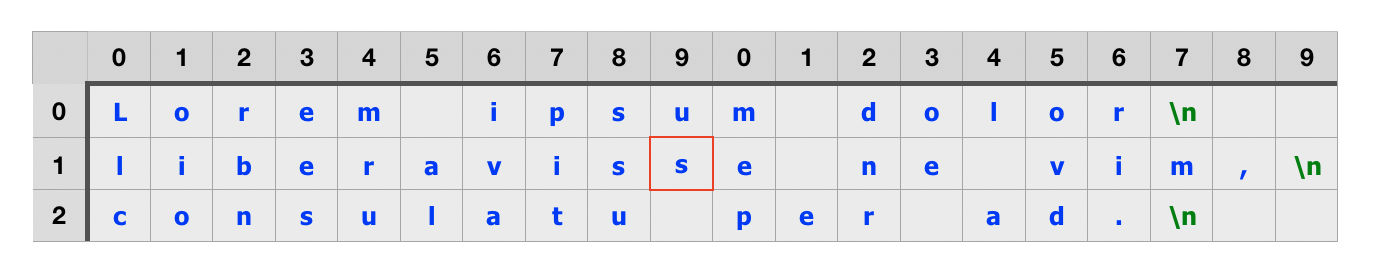 0 1 2 3 4 5 6 7 8 9 0 1 2 3 4 5 6 7 8 9
0 L o r e m i p s u m d o l o r \n
1 l i b e r a v i s s e n e v i m , \n
2 c o n s u l a t u p e r a d . \n